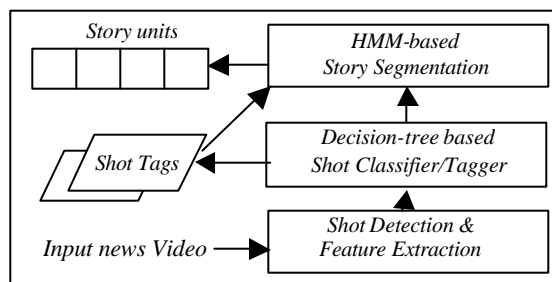 Story units
HMM-based
Story Segmentation
Shot Tags
Decision-tree based
Shot Classifier/Tagger
Input news Video
Shot Detection &
Feature Extraction